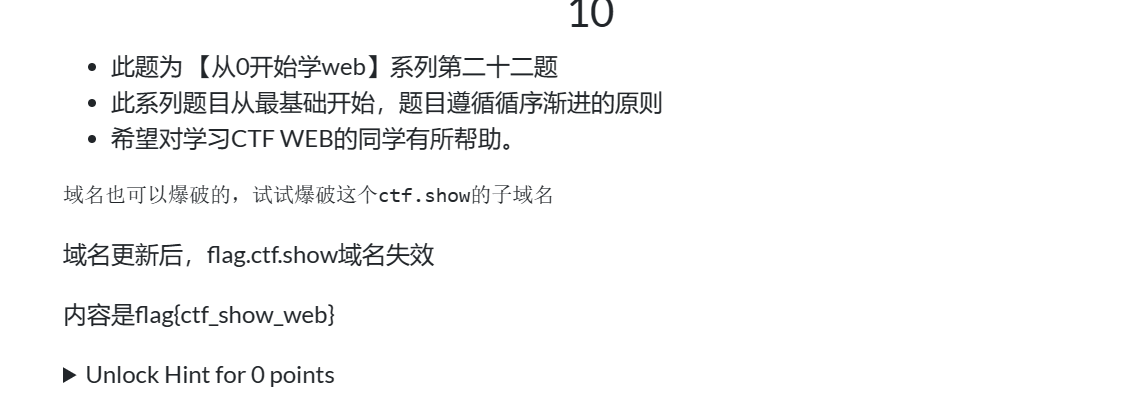 10
此题为 【从0开始学web】系列第二十二题
此系列题目从最基础开始，题目遵循循序渐进的原则
希望对学习CTF WEB的同学有所帮助。
域名也可以爆破的，试试爆破这个ctf.show的子域名
域名更新后，flag.ctf.show域名失效
内容是flag{ctf_show_web}
Unlock Hint for 0 points